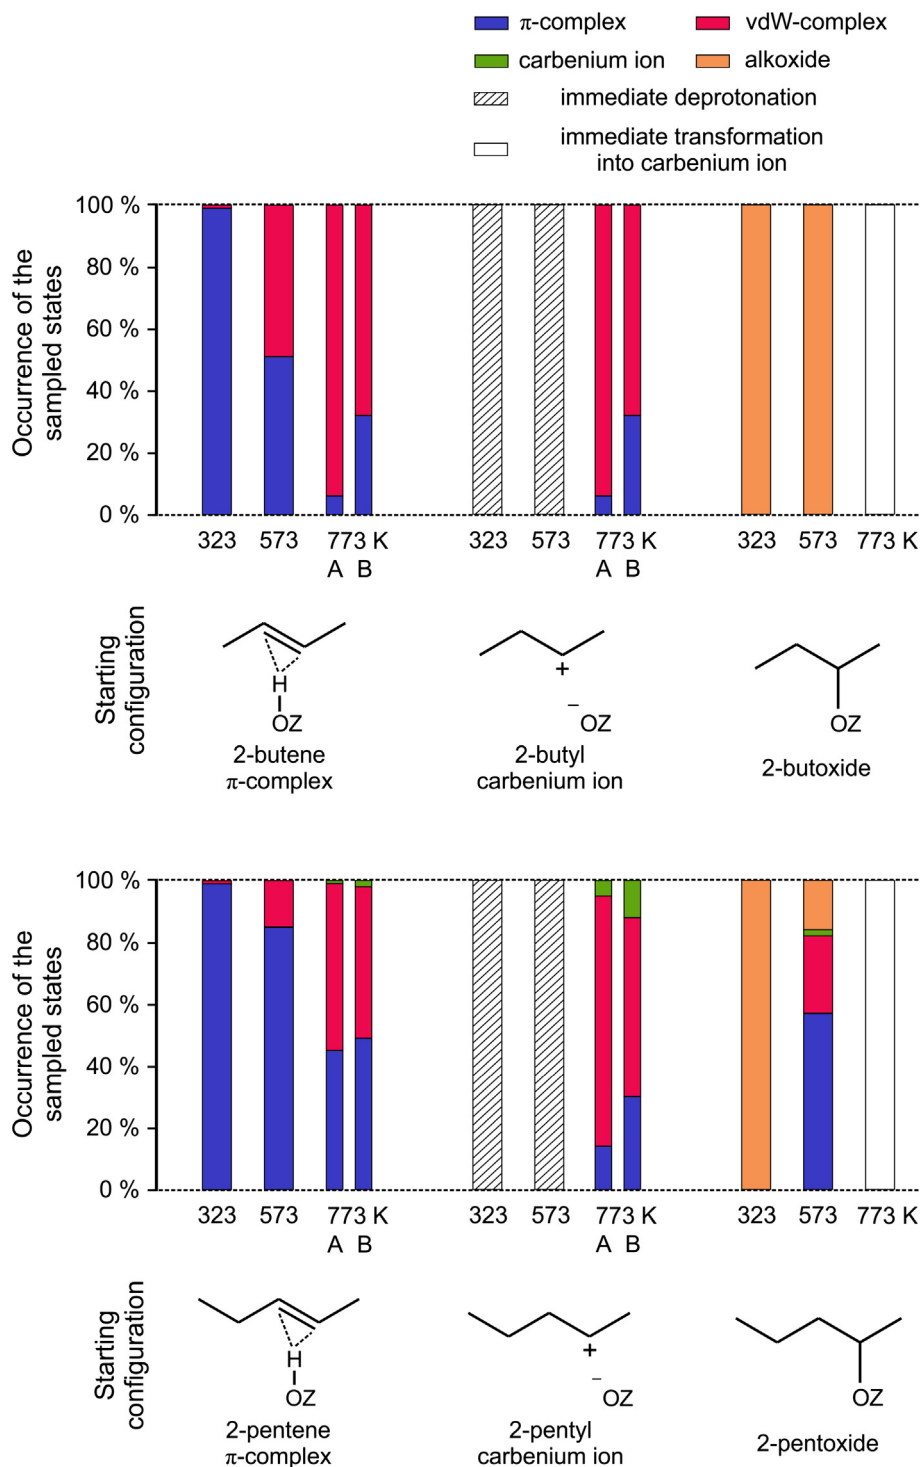 π-complex
vdW-complex
carbenium ion
alkoxide
immediate deprotonation
immediate transformation
into carbenium ion
Occurrence of the
sampled states
100 %
80 %
60 %
40 %
20 %
0 %
323 573 773 K
A B
323 573 773 K
A B
323 573 773 K
Starting
configuration
H
OZ
2-butene
π-complex
+
− OZ
2-butyl
carbenium ion
OZ
2-butoxide
Occurrence of the
sampled states
100 %
80 %
60 %
40 %
20 %
0 %
323 573 773 K
A B
323 573 773 K
A B
323 573 773 K
Starting
configuration
H
OZ
2-pentene
π-complex
+
− OZ
2-pentyl
carbenium ion
OZ
2-pentoxide